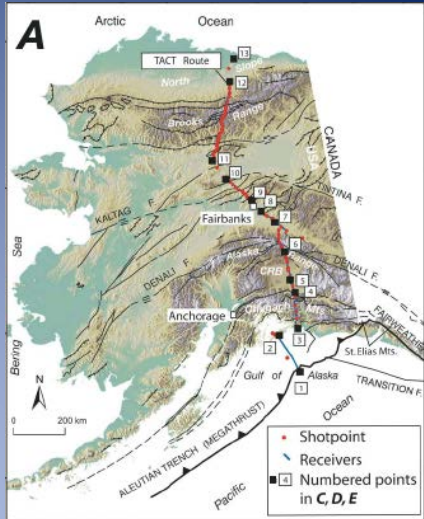 A
Arctic Ocean
13
TACT Route
North Slope
12
Brooks Range
CANADA
USA
11
10
TINTINA F.
9
8
KALTAG F.
Fairbanks
7
Bering Sea
6
DENALI F.
Alaska Range
DENALI F.
CRB
5
4
Chugach Mts.
Anchorage
FAIRWEATHER
2
3
St.Elias Mts.
Gulf of Alaska
1
TRANSITION F.
N
0 200 km
ALEUTIAN TRENCH (MEGATHRUST)
Pacific Ocean
Shotpoint
Receivers
4 Numbered points
in C, D, E